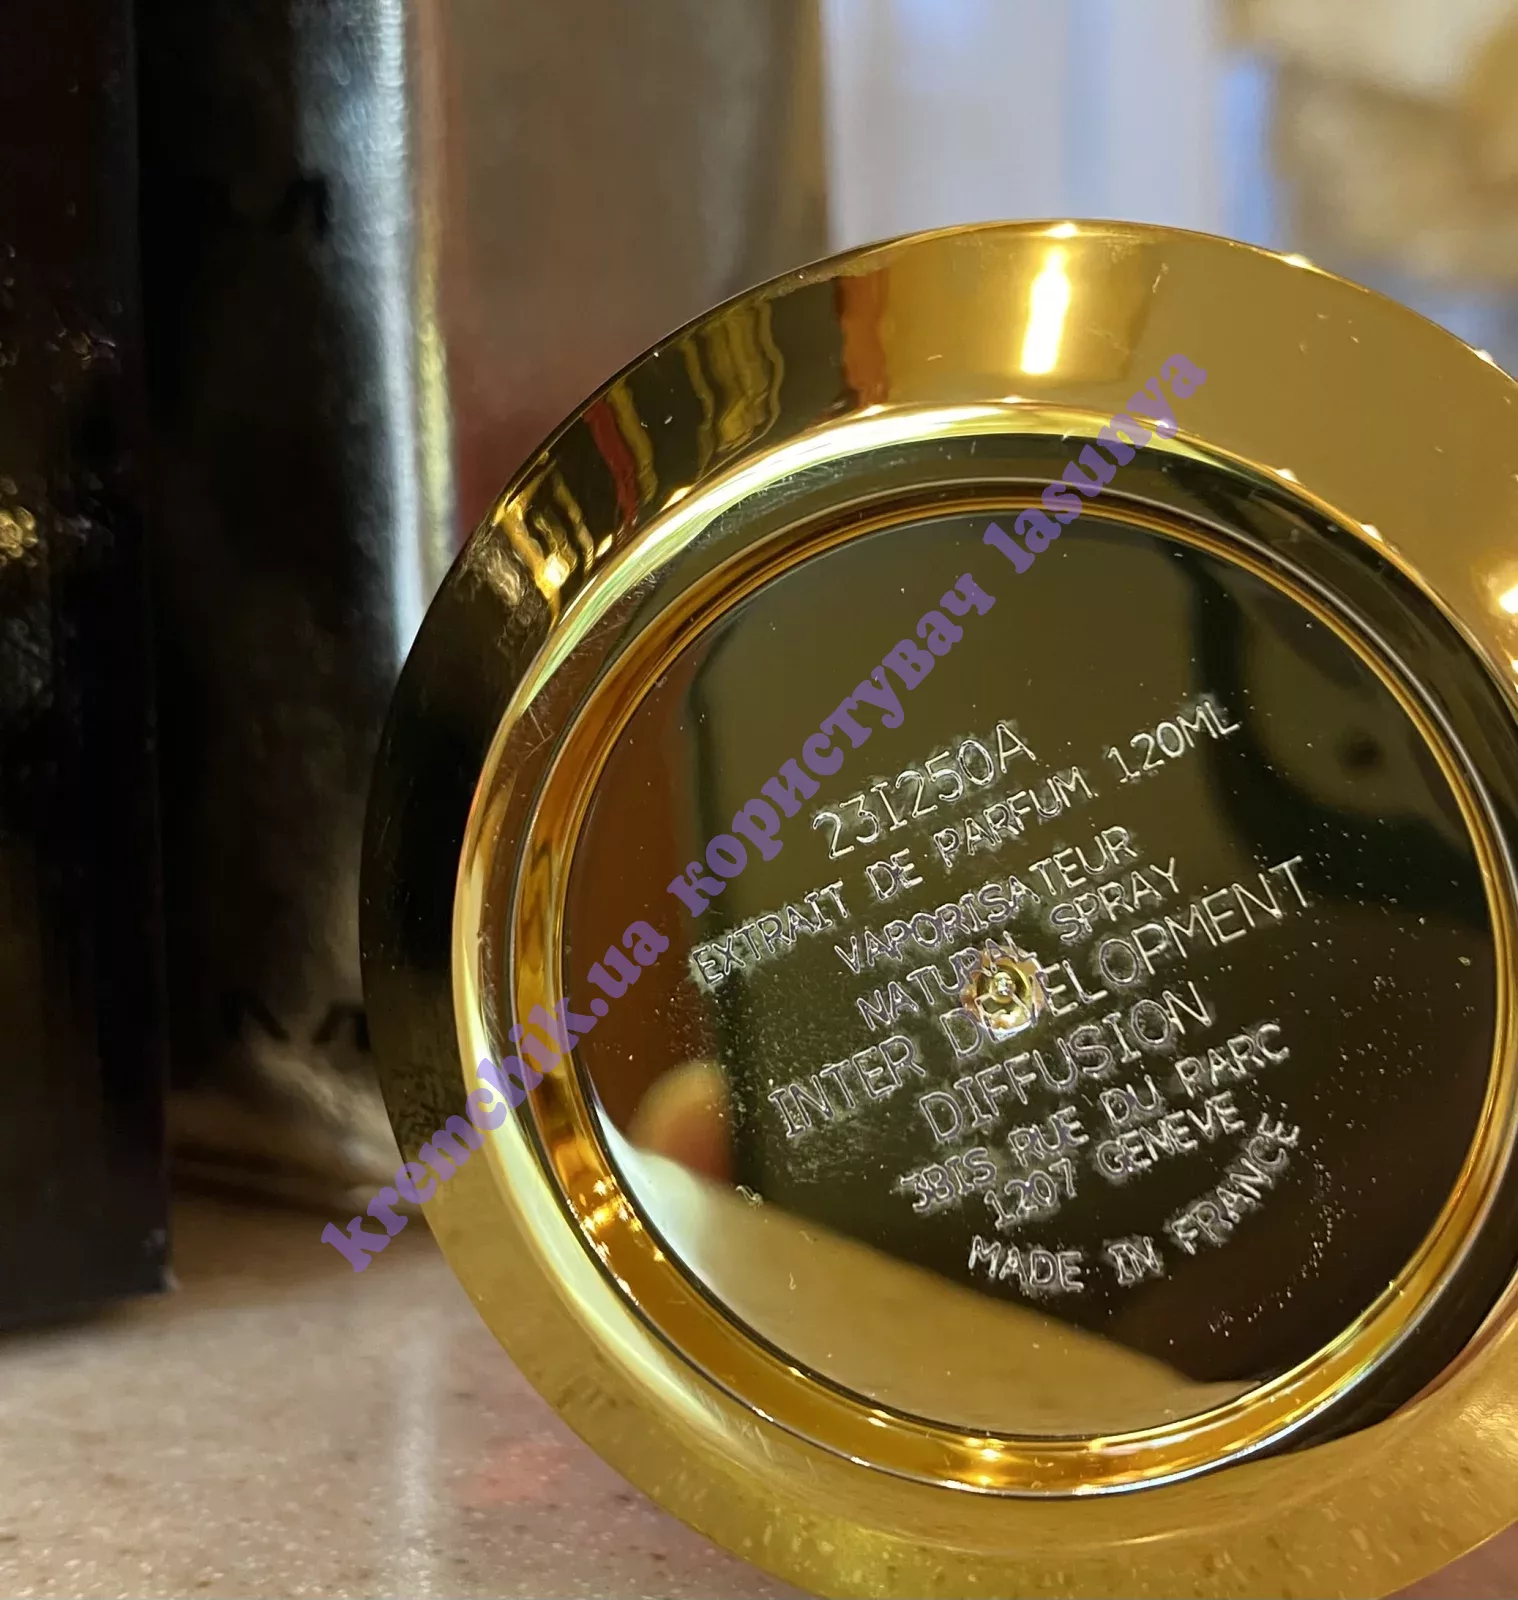 23I250A
EXTRAIT DE PARFUM. 120ML
VAPORISATEUR
NATURAL SPRAY
INTER DEVELOPMENT
DIFFUSION
3BIS RUE DU PARC
1207 GENEVE
MADE IN FRANCE
kremchik.ua користувач lasunya